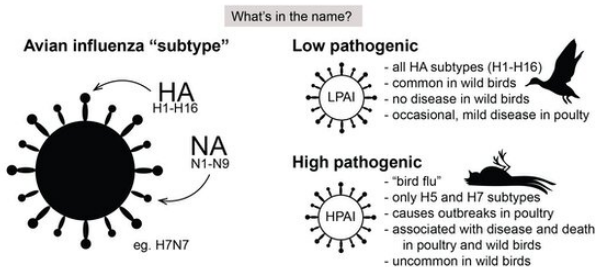 What's in the name?
Avian influenza “subtype”
HA
H1-H16
NA
N1-N9
eg. H7N7
Low pathogenic
LPAI
- all HA subtypes (H1-H16)
- common in wild birds
- no disease in wild birds
- occasional, mild disease in poulty
High pathogenic
HPAI
- “bird flu”
- only H5 and H7 subtypes
- causes outbreaks in poultry
- associated with disease and death
in poultry and wild birds
- uncommon in wild birds